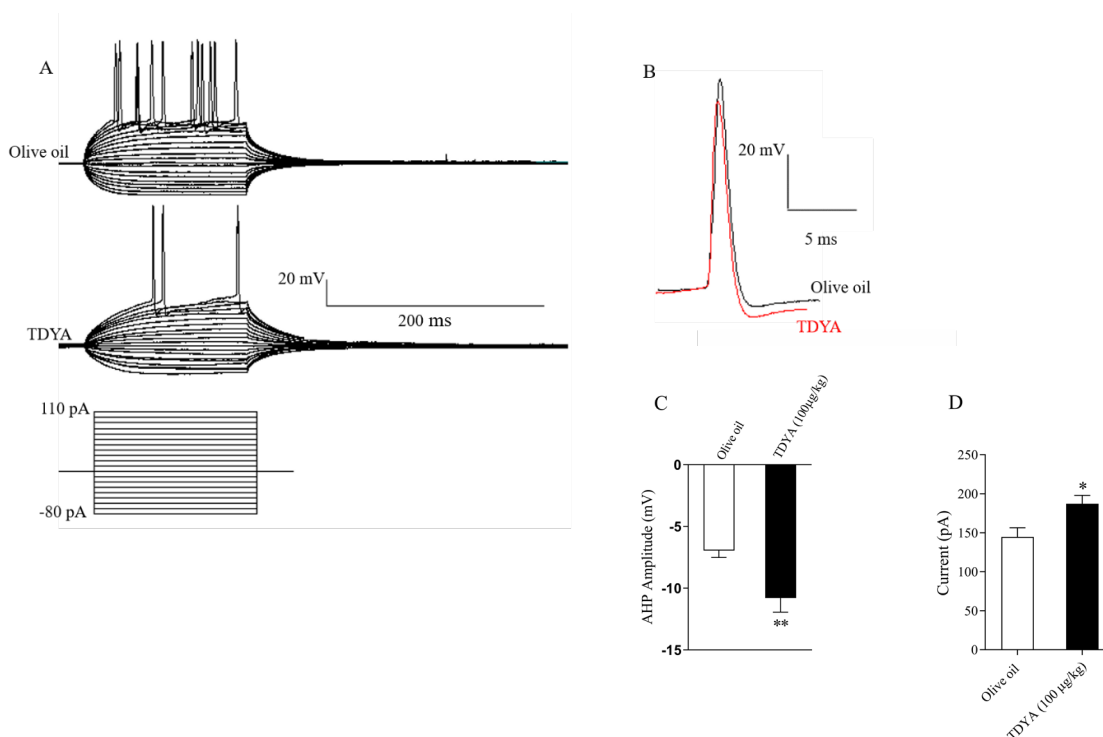 A
Olive oil
TDYA
20 mV
200 ms
110 pA
-80 pA
B
20 mV
5 ms
Olive oil
TDYA
C
Olive oil
TDYA (100μg/kg)
AHP Amplitude (mV)
0
-5
-10
-15
**
D
Current (pA)
250
200
150
100
50
0
*
Olive oil
TDYA (100 μg/kg)